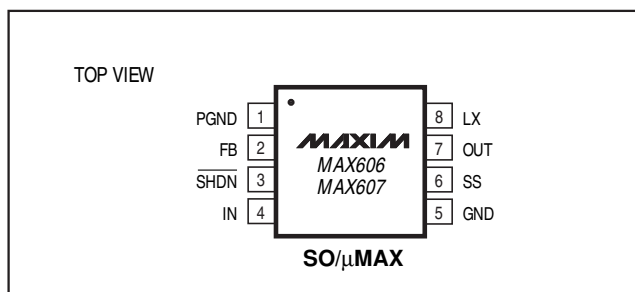 TOP VIEW
PGND 1
FB 2
SHDN 3
IN 4
MAXIM
MAX606
MAX607
8 LX
7 OUT
6 SS
5 GND
SO/µMAX